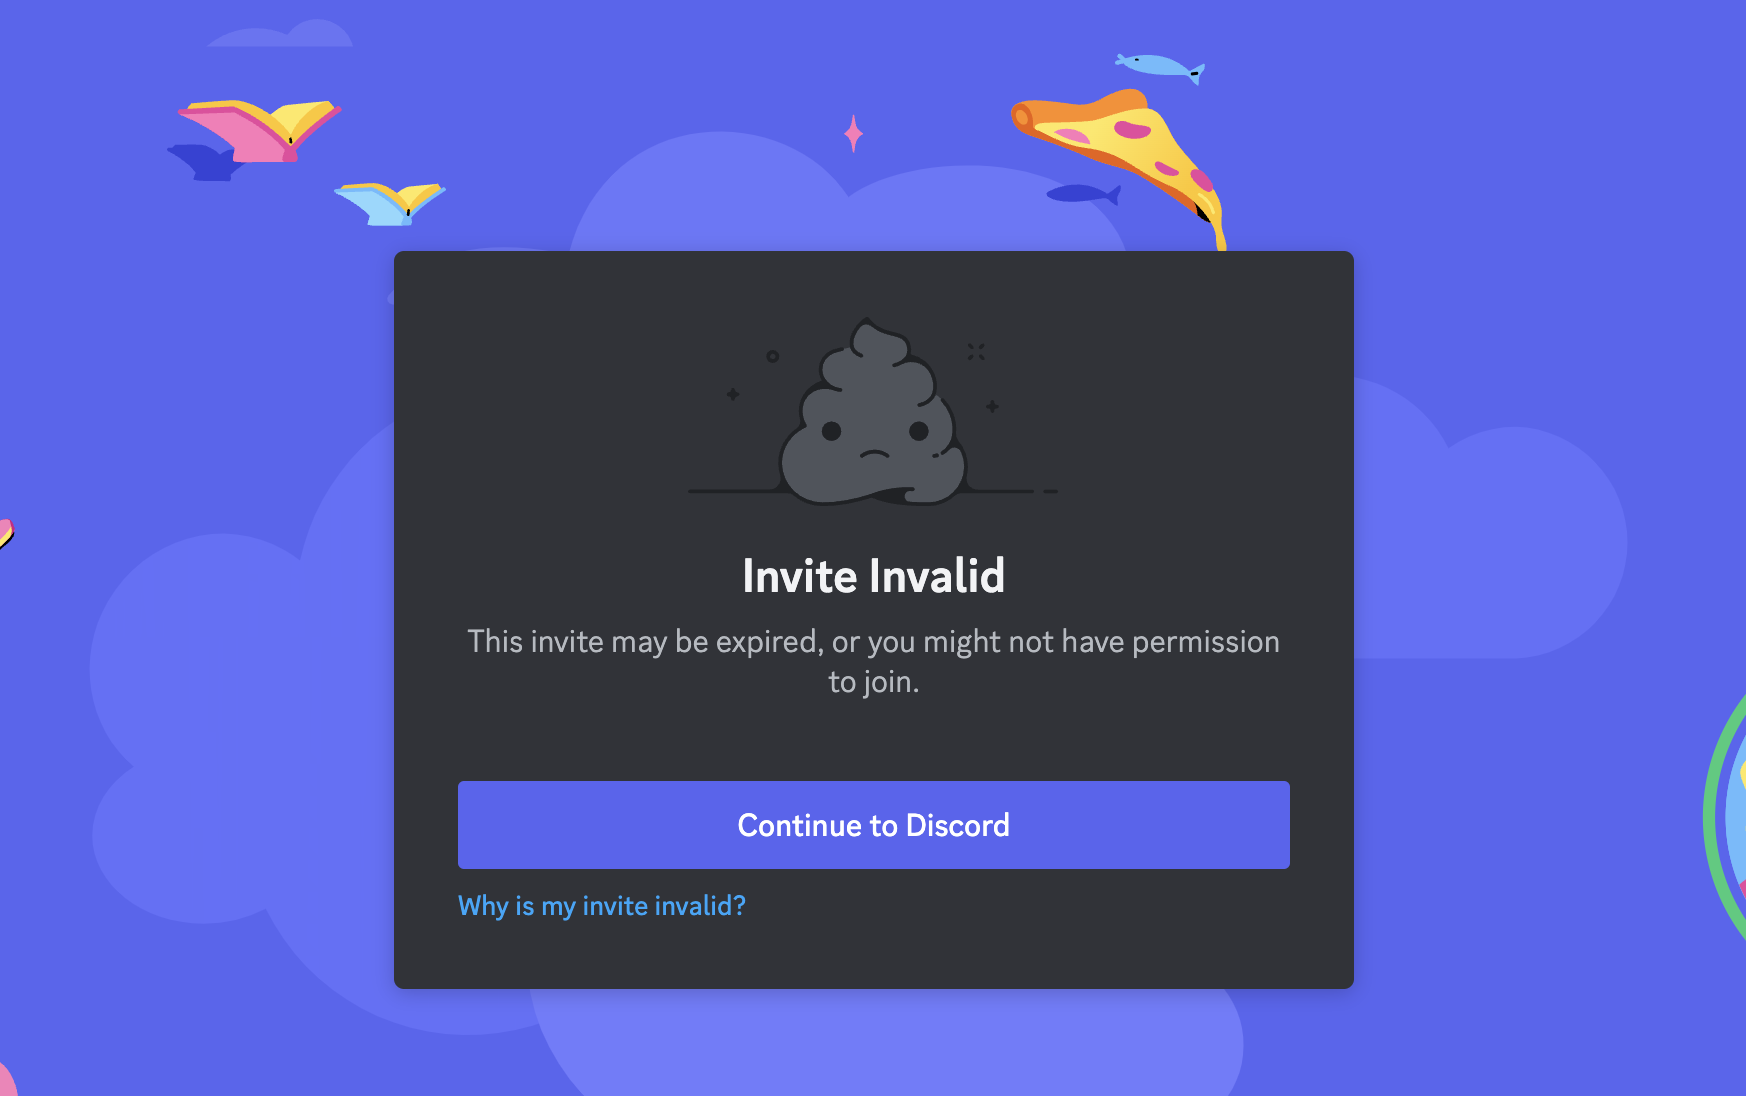 Invite Invalid
This invite may be expired, or you might not have permission
to join.
Continue to Discord
Why is my invite invalid?